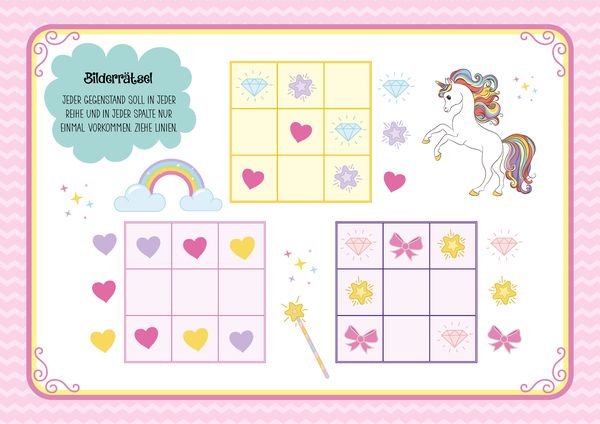 Bilderrätsel
JEDER GEGENSTAND SOLL IN JEDER
REIHE UND IN JEDER SPALTE NUR
EINMAL VORKOMMEN. ZIEHE LINIEN.